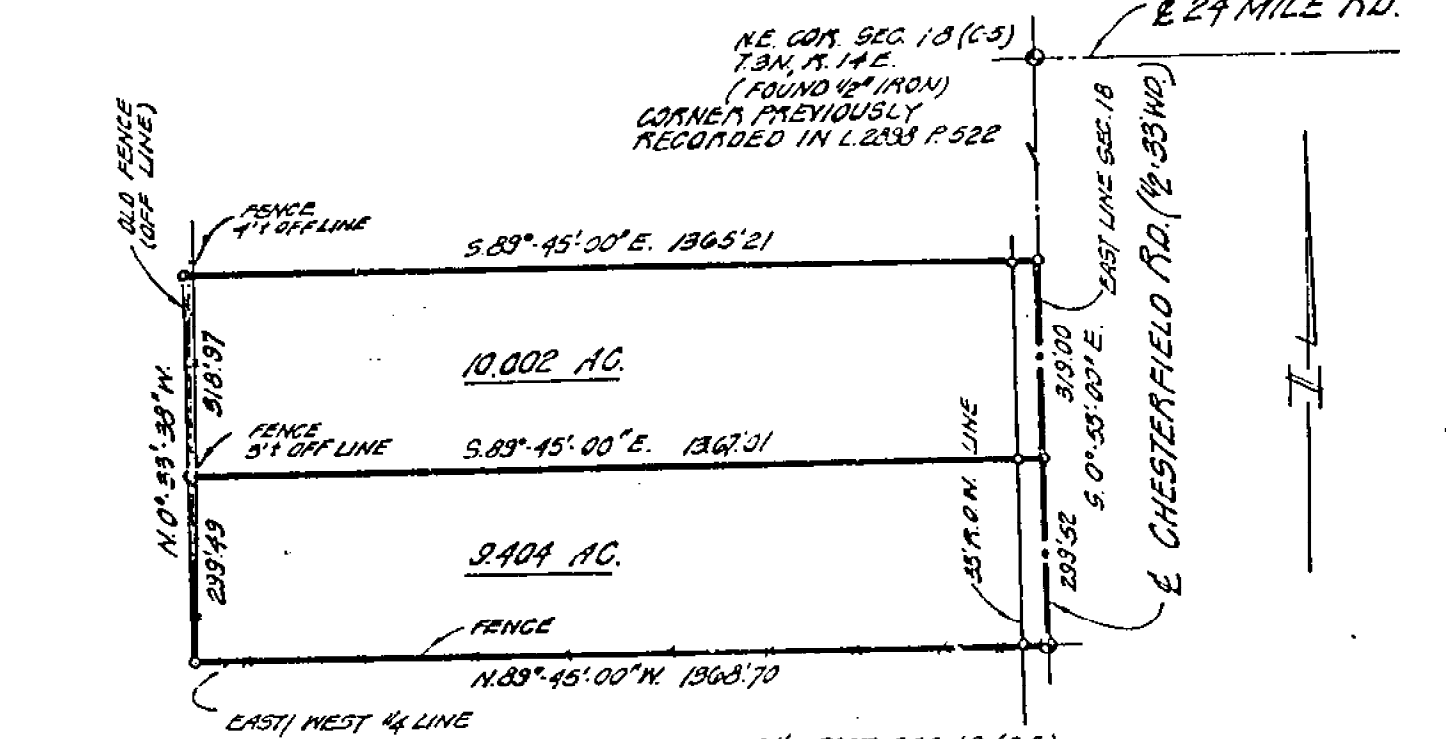 ℄ 24 MILE RD.
N.E. COR. SEC. 18 (C-5)
T.3N, R. 14 E.
(FOUND 1/2" IRON)
CORNER PREVIOUSLY
RECORDED IN L.2898 P.522
OLD FENCE
(OFF LINE)
FENCE
4'± OFF LINE
S.89°-45'-00"E. 1365'21
EAST LINE SEC. 18
℄ CHESTERFIELD RD. (1/2·33'WD.)
10.002 AC.
318'97
319'00
N.0°-33'-38"W.
S.0°-53'-00"E.
FENCE
3'± OFF LINE
S.89°-45'-00"E. 1367'01
33' R.O.W. LINE
9.404 AC.
299'49
299'52
FENCE
N.89°-45'-00"W. 1368'70
EAST/WEST 1/4 LINE